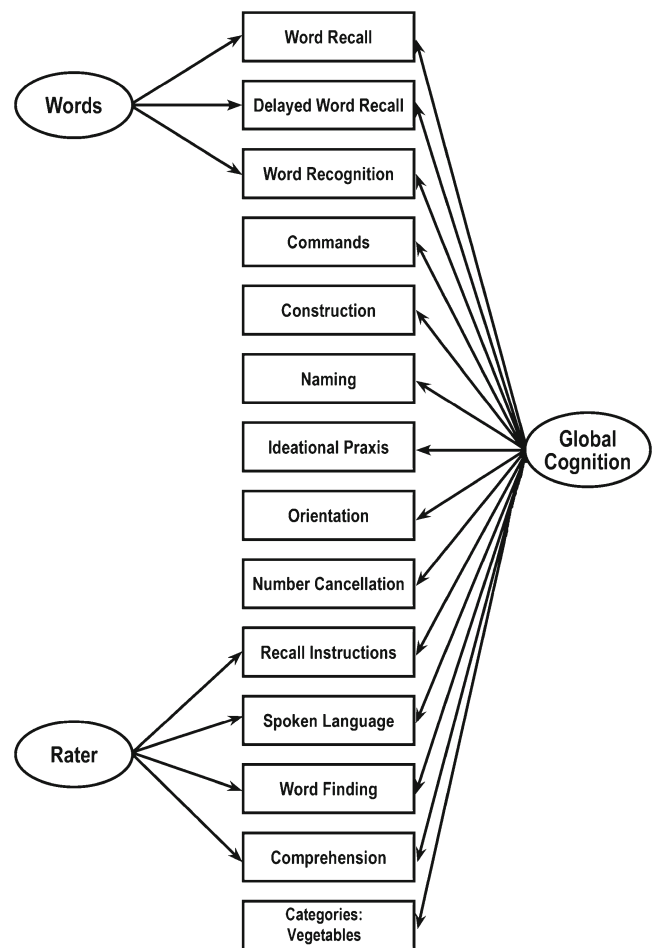 Word Recall
Words
Delayed Word Recall
Word Recognition
Commands
Construction
Naming
Ideational Praxis
Global
Cognition
Orientation
Number Cancellation
Recall Instructions
Spoken Language
Rater
Word Finding
Comprehension
Categories:
Vegetables